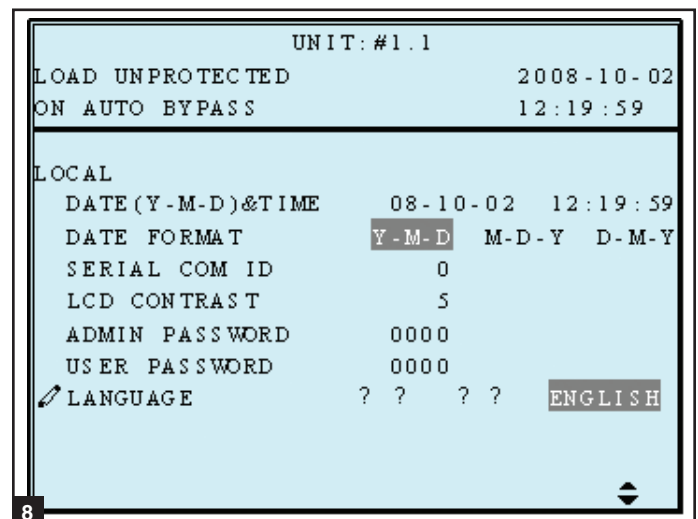 UNIT:#1.1
LOAD UNPROTECTED 2008-10-02
ON AUTO BYPASS 12:19:59
LOCAL
DATE(Y-M-D)&TIME 08-10-02 12:19:59
DATE FORMAT Y-M-D M-D-Y D-M-Y
SERIAL COM ID 0
LCD CONTRAST 5
ADMIN PASSWORD 0000
USER PASSWORD 0000
LANGUAGE ? ? ? ? ENGLISH
8